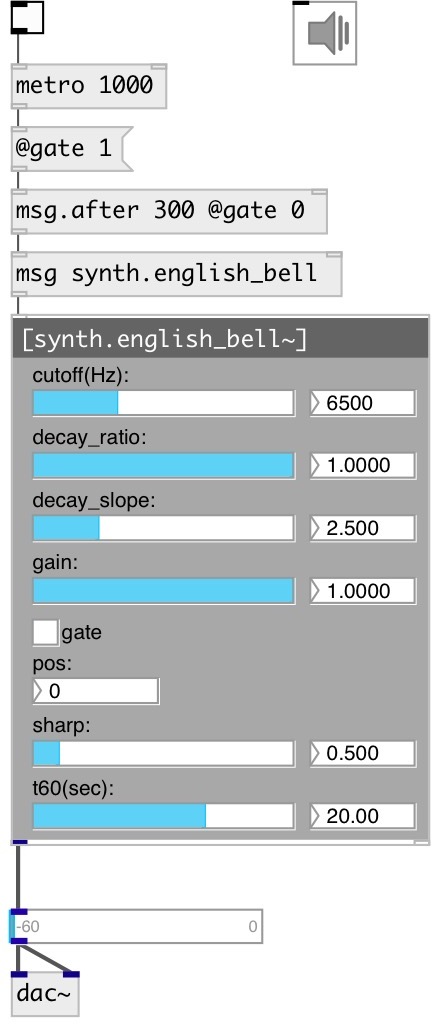 metro 1000
@gate 1
msg.after 300 @gate 0
msg synth.english_bell
[synth.english_bell~]
cutoff(Hz):
6500
decay_ratio:
1.0000
decay_slope:
2.500
gain:
1.0000
gate
pos:
0
sharp:
0.500
t60(sec):
20.00
-60 0
dac~